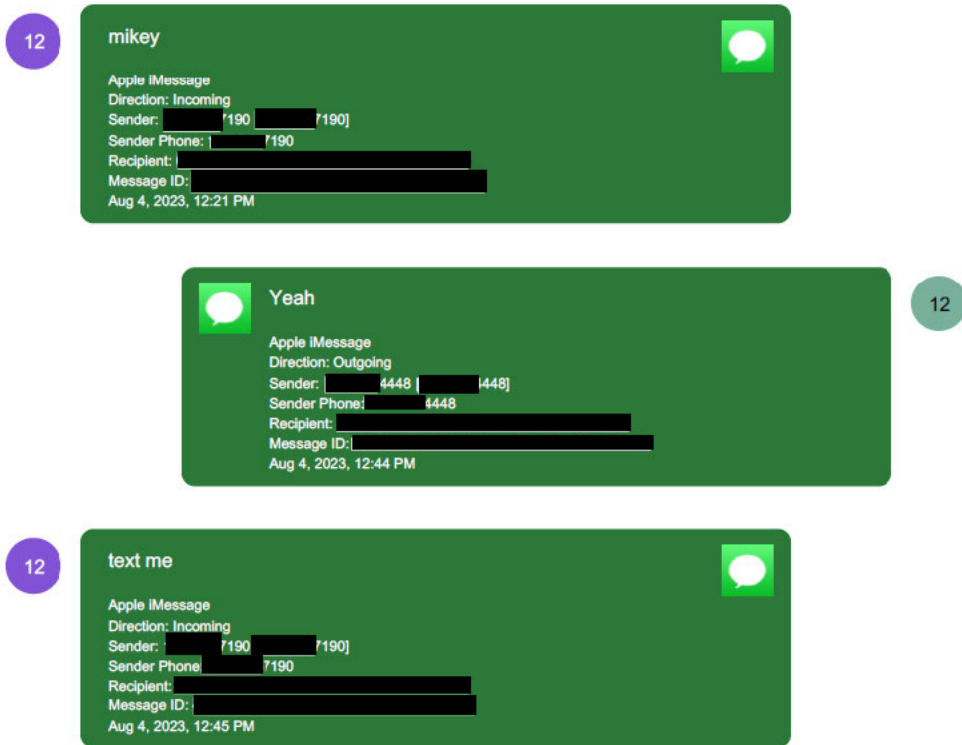 12
mikey
Apple iMessage
Direction: Incoming
Sender: 7190 7190]
Sender Phone: 7190
Recipient:
Message ID:
Aug 4, 2023, 12:21 PM
12
Yeah
Apple iMessage
Direction: Outgoing
Sender: 4448 [ 4448]
Sender Phone: 4448
Recipient:
Message ID:
Aug 4, 2023, 12:44 PM
12
text me
Apple iMessage
Direction: Incoming
Sender: 7190 7190]
Sender Phone 7190
Recipient:
Message ID:
Aug 4, 2023, 12:45 PM